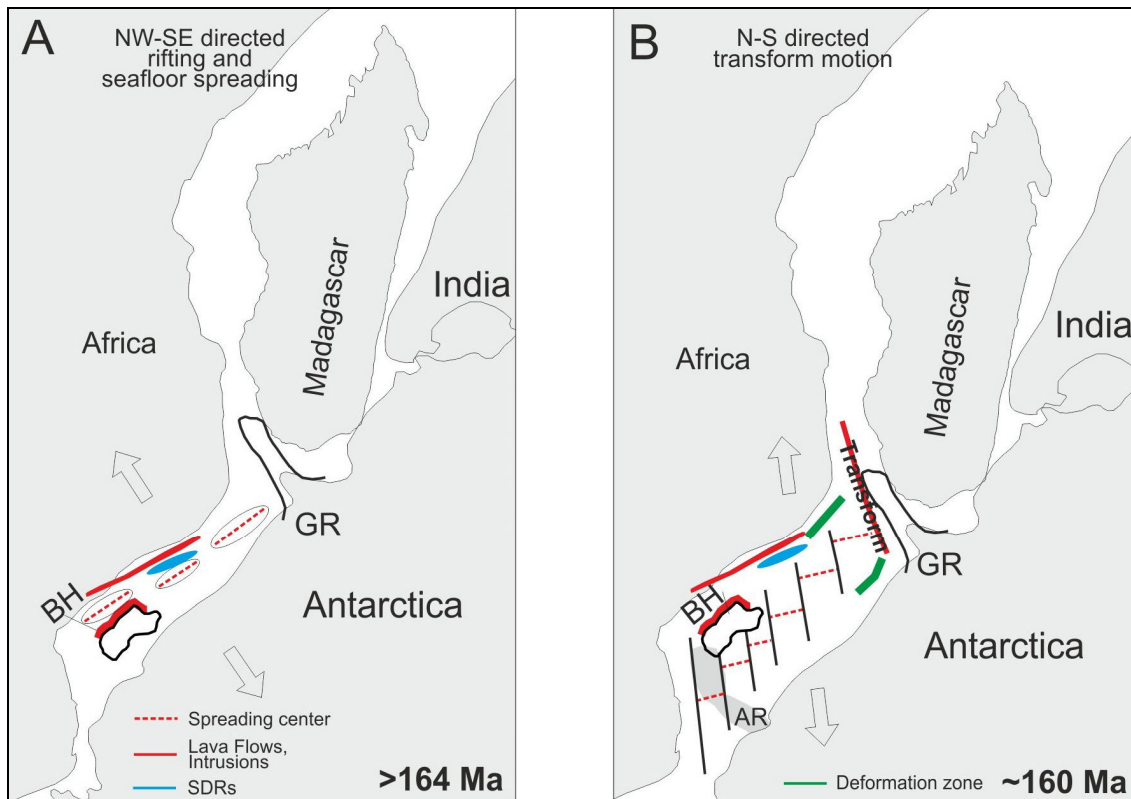 A
NW-SE directed
rifting and
seafloor spreading
Madagascar
India
Africa
GR
BH
Antarctica
Spreading center
Lava Flows,
Intrusions
SDRs
>164 Ma
B
N-S directed
transform motion
Madagascar
India
Africa
Transform
GR
BH
Antarctica
AR
Deformation zone
~160 Ma